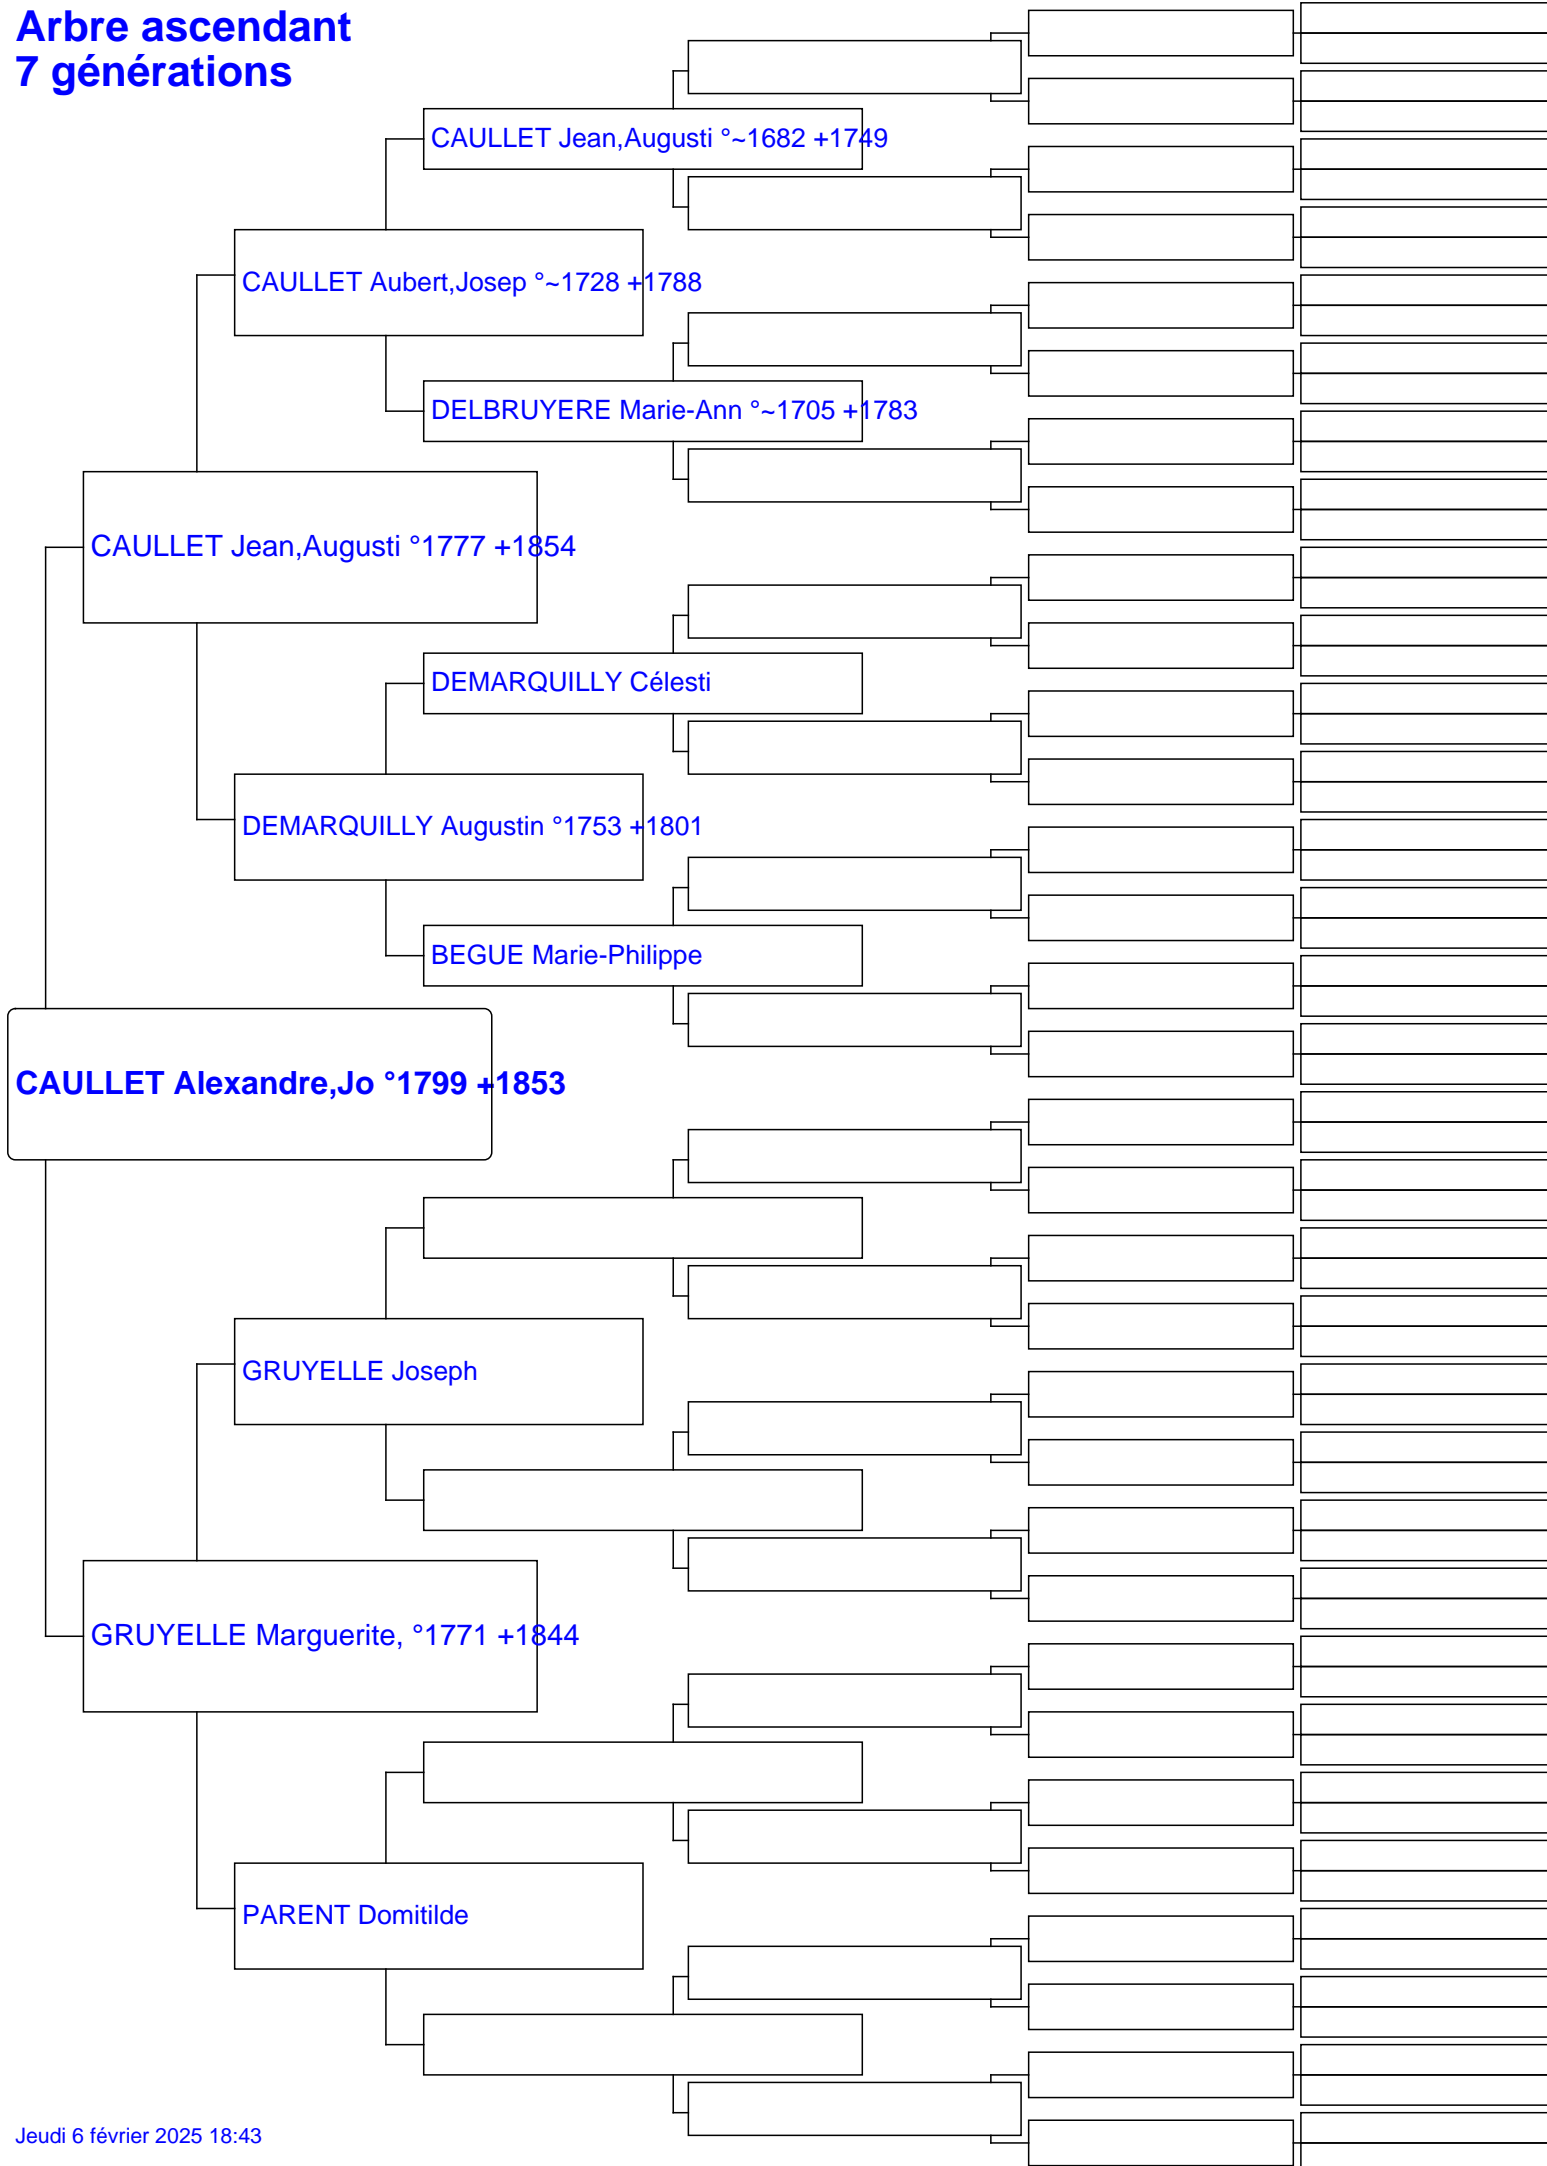 Arbre ascendant
7 générations
CAULLET Jean,Augusti °~1682 +1749
CAULLET Aubert,Josep °~1728 +1788
DELBRUYERE Marie-Ann °~1705 +1783
CAULLET Jean,Augusti °1777 +1854
DEMARQUILLY Célesti
DEMARQUILLY Augustin °1753 +1801
BEGUE Marie-Philippe
CAULLET Alexandre,Jo °1799 +1853
GRUYELLE Joseph
GRUYELLE Marguerite, °1771 +1844
PARENT Domitilde
Jeudi 6 février 2025 18:43